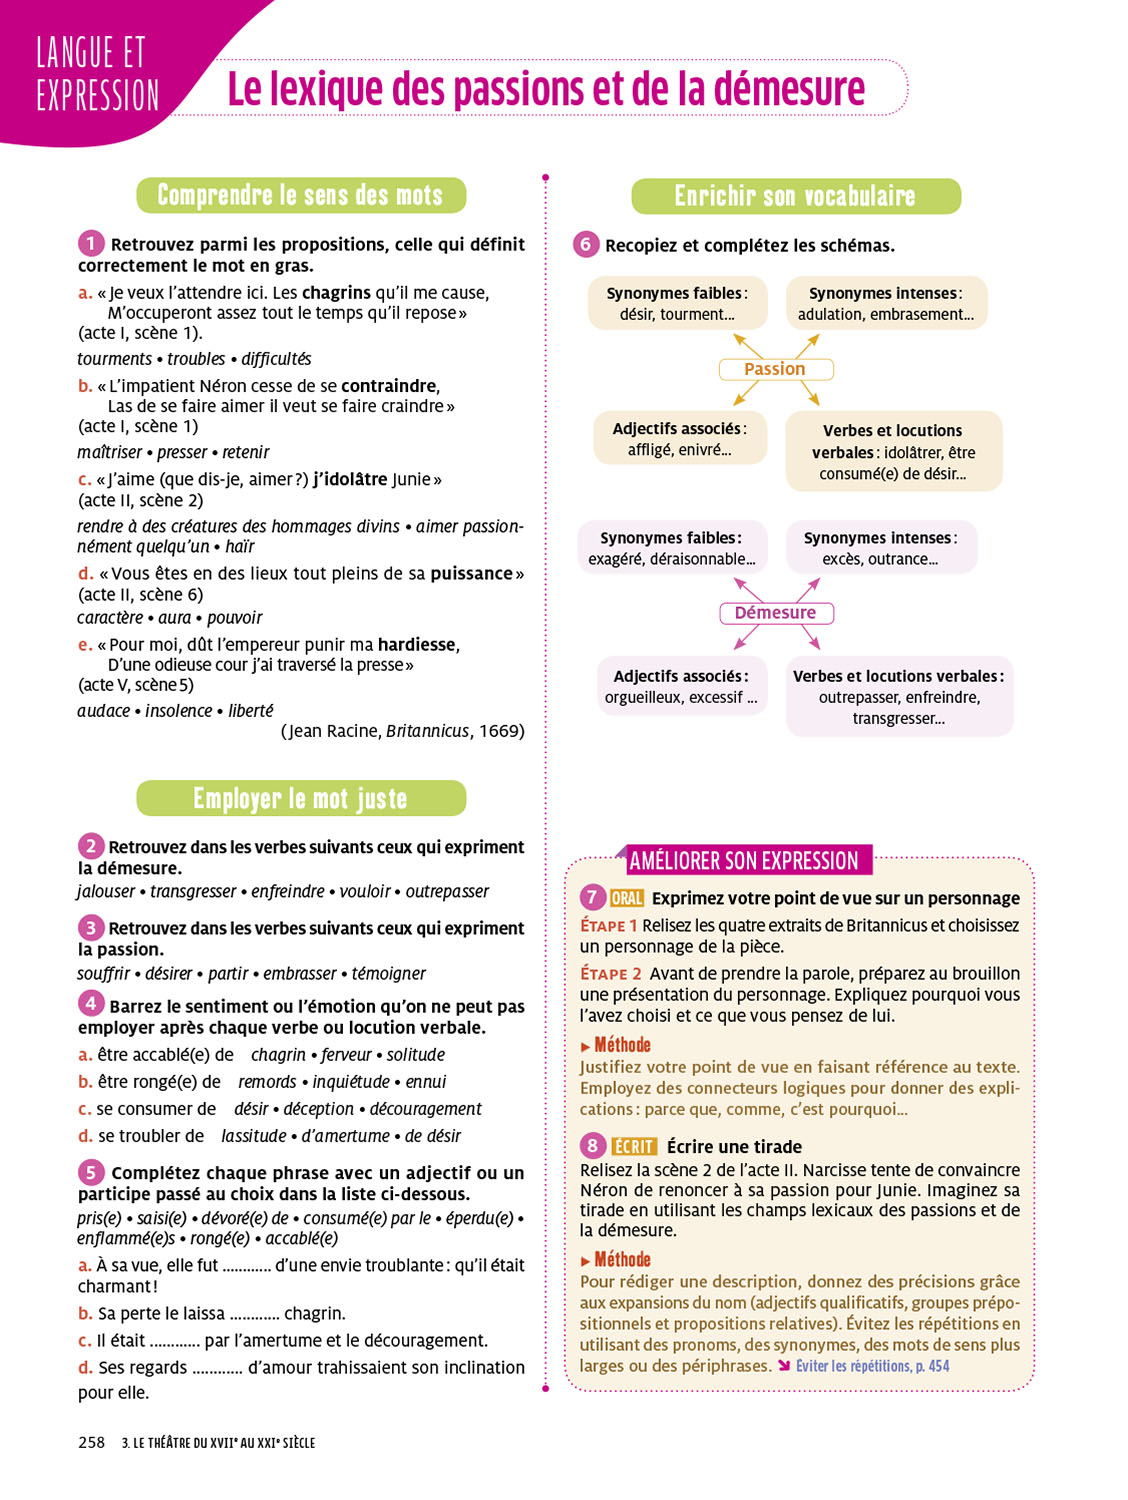 LANGUE ET
EXPRESSION
Le lexique des passions et de la démesure
Comprendre le sens des mots
1 Retrouvez parmi les propositions, celle qui définit
correctement le mot en gras.
a. « Je veux l'attendre ici. Les chagrins qu'il me cause,
M'occuperont assez tout le temps qu'il repose »
(acte I, scène 1).
tourments • troubles • difficultés
b. « L'impatient Néron cesse de se contraindre,
Las de se faire aimer il veut se faire craindre »
(acte I, scène 1)
maîtriser • presser • retenir
c. « J'aime (que dis-je, aimer ?) j'idolâtre Junie »
(acte II, scène 2)
rendre à des créatures des hommages divins • aimer passion-
nément quelqu'un • haïr
d. « Vous êtes en des lieux tout pleins de sa puissance »
(acte II, scène 6)
caractère • aura • pouvoir
e. « Pour moi, dût l'empereur punir ma hardiesse,
D'une odieuse cour j'ai traversé la presse »
(acte V, scène 5)
audace • insolence • liberté
(Jean Racine, Britannicus, 1669)
Employer le mot juste
2 Retrouvez dans les verbes suivants ceux qui expriment
la démesure.
jalouser • transgresser • enfreindre • vouloir • outrepasser
3 Retrouvez dans les verbes suivants ceux qui expriment
la passion.
souffrir • désirer • partir • embrasser • témoigner
4 Barrez le sentiment ou l'émotion qu'on ne peut pas
employer après chaque verbe ou locution verbale.
a. être accablé(e) de chagrin • ferveur • solitude
b. être rongé(e) de remords • inquiétude • ennui
c. se consumer de désir • déception • découragement
d. se troubler de lassitude • d'amertume • de désir
5 Complétez chaque phrase avec un adjectif ou un
participe passé au choix dans la liste ci-dessous.
pris(e) • saisi(e) • dévoré(e) de • consumé(e) par le • éperdu(e) •
enflammé(e)s • rongé(e) • accablé(e)
a. À sa vue, elle fut ............ d'une envie troublante : qu'il était
charmant !
b. Sa perte le laissa ............ chagrin.
c. Il était ............ par l'amertume et le découragement.
d. Ses regards ............ d'amour trahissaient son inclination
pour elle.
Enrichir son vocabulaire
6 Recopiez et complétez les schémas.
Synonymes faibles :
désir, tourment...
Synonymes intenses :
adulation, embrasement...
Passion
Adjectifs associés :
affligé, enivré...
Verbes et locutions
verbales : idolâtrer, être
consumé(e) de désir...
Synonymes faibles :
exagéré, déraisonnable...
Synonymes intenses :
excès, outrance...
Démesure
Adjectifs associés :
orgueilleux, excessif ...
Verbes et locutions verbales :
outrepasser, enfreindre,
transgresser...
AMÉLIORER SON EXPRESSION
7 ORAL Exprimez votre point de vue sur un personnage
ÉTAPE 1 Relisez les quatre extraits de Britannicus et choisissez
un personnage de la pièce.
ÉTAPE 2 Avant de prendre la parole, préparez au brouillon
une présentation du personnage. Expliquez pourquoi vous
l'avez choisi et ce que vous pensez de lui.
▶ Méthode
Justifiez votre point de vue en faisant référence au texte.
Employez des connecteurs logiques pour donner des expli-
cations : parce que, comme, c'est pourquoi...
8 ÉCRIT Écrire une tirade
Relisez la scène 2 de l'acte II. Narcisse tente de convaincre
Néron de renoncer à sa passion pour Junie. Imaginez sa
tirade en utilisant les champs lexicaux des passions et de
la démesure.
▶ Méthode
Pour rédiger une description, donnez des précisions grâce
aux expansions du nom (adjectifs qualificatifs, groupes prépo-
sitionnels et propositions relatives). Évitez les répétitions en
utilisant des pronoms, des synonymes, des mots de sens plus
larges ou des périphrases. ➘ Éviter les répétitions, p. 454
258 3. LE THÉÂTRE DU XVIIe AU XXIe SIÈCLE